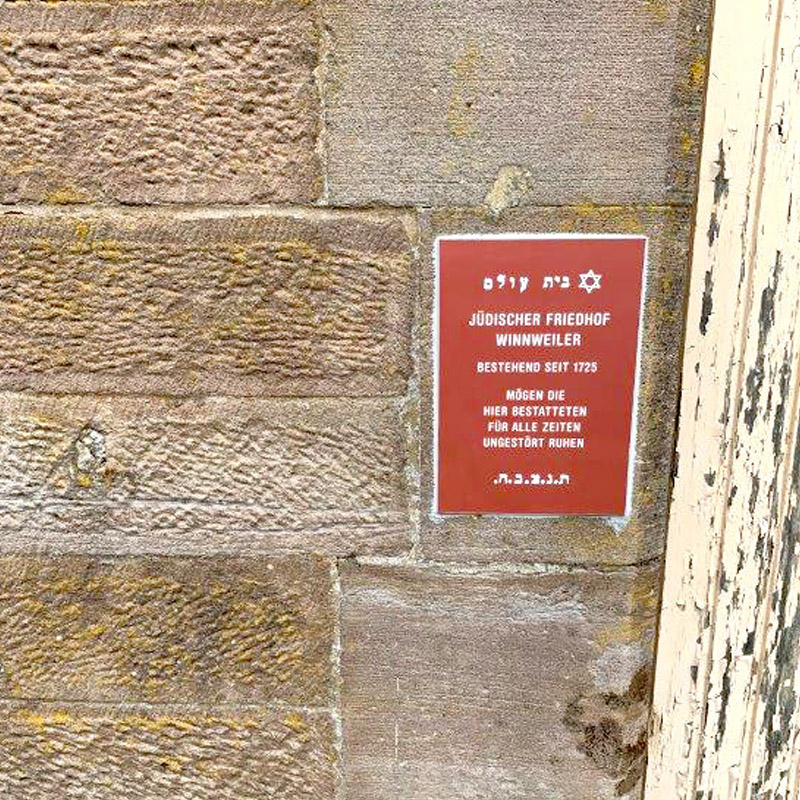 בית עולם
JÜDISCHER FRIEDHOF
WINNWEILER
BESTEHEND SEIT 1725
MÖGEN DIE
HIER BESTATTETEN
FÜR ALLE ZEITEN
UNGESTÖRT RUHEN
ת.נ.צ.ב.ה.